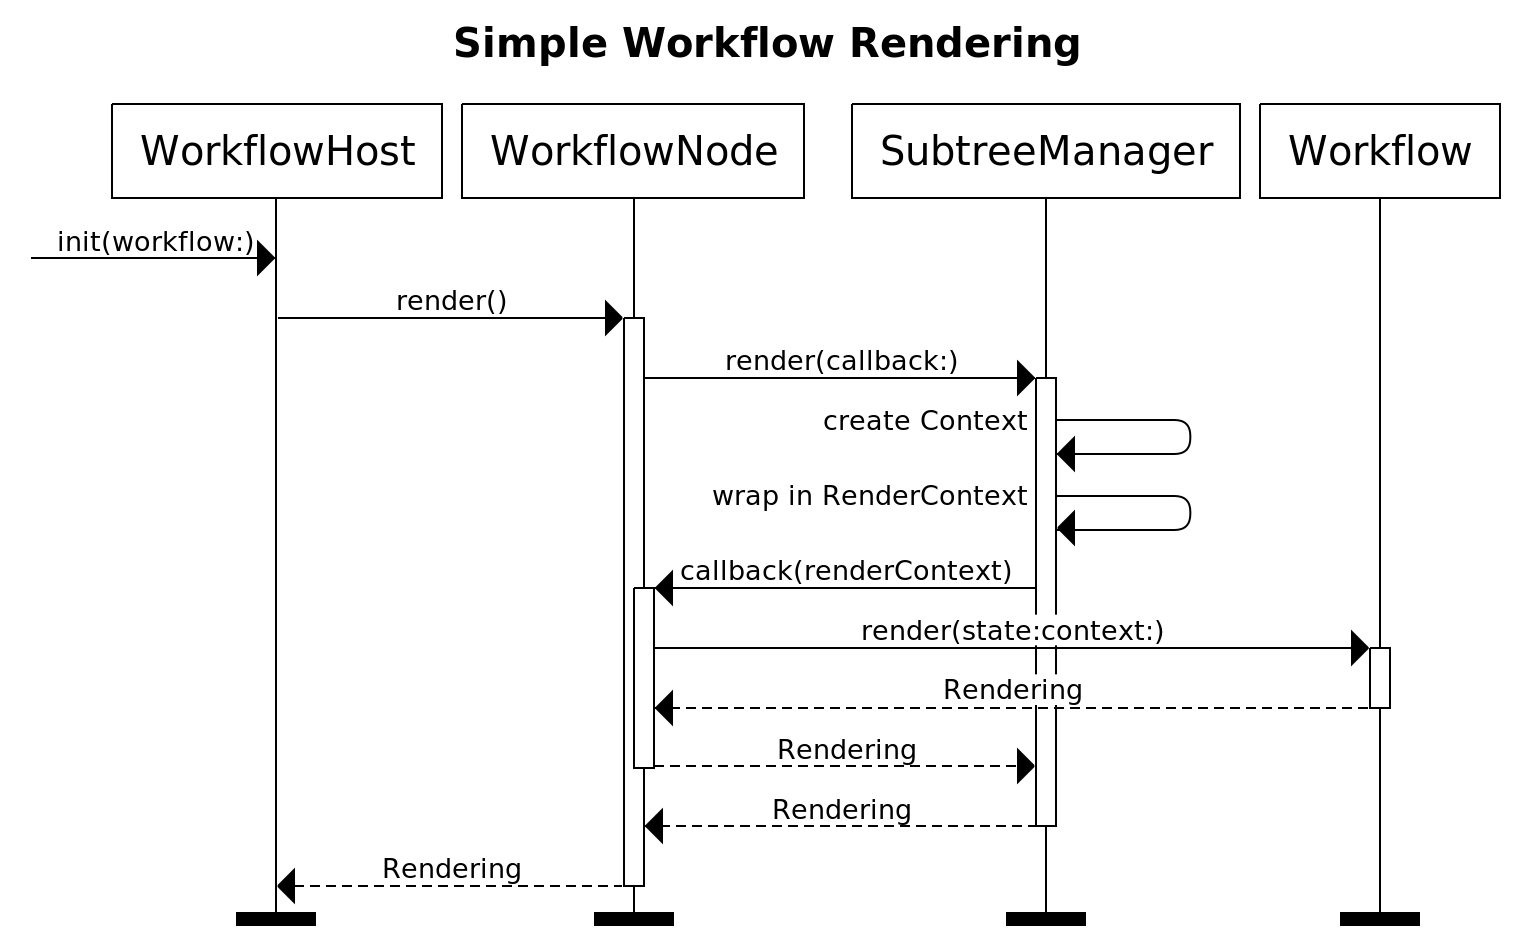 Simple Workflow Rendering
WorkflowHost
WorkflowNode
SubtreeManager
Workflow
init(workflow:)
render()
render(callback:)
create Context
wrap in RenderContext
callback(renderContext)
render(state:context:)
Rendering
Rendering
Rendering
Rendering